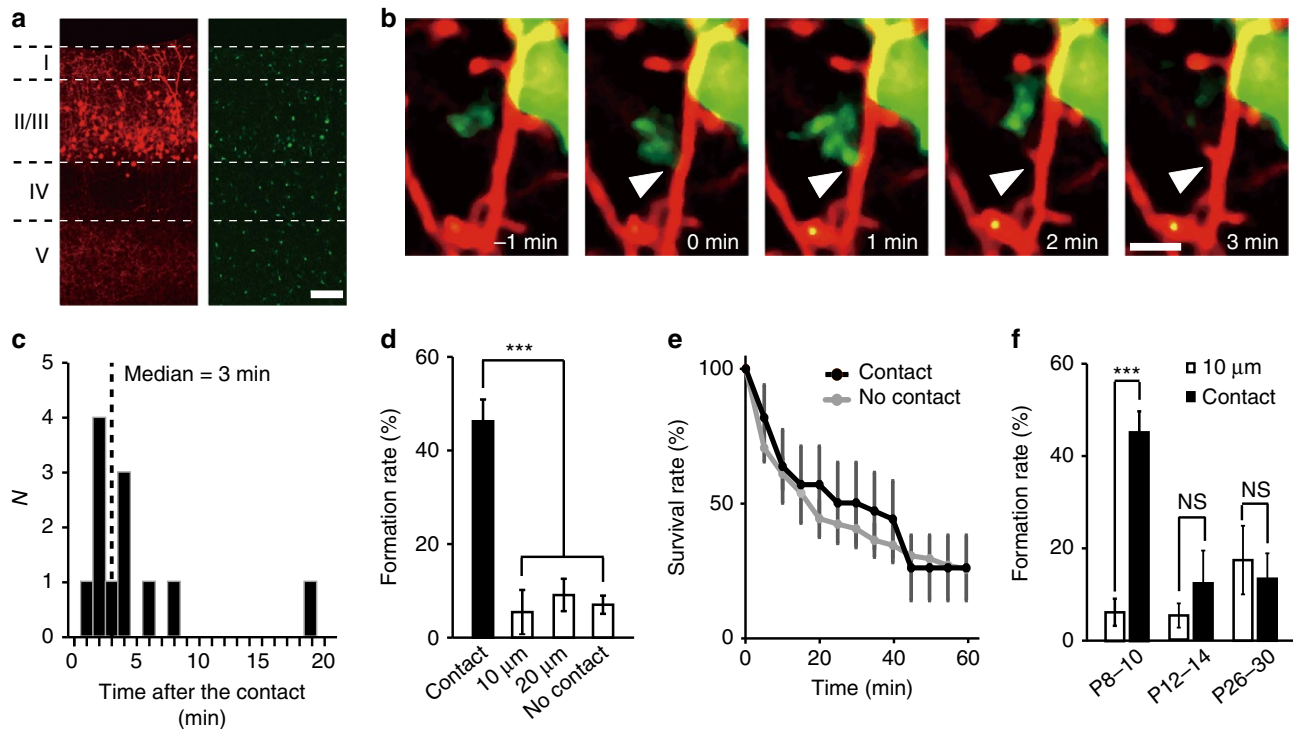 a
I
II/III
IV
V
b
–1 min
0 min
1 min
2 min
3 min
c
5
4
3
2
1
0
N
Median = 3 min
0 5 10 15 20
Time after the contact
(min)
d
60
40
20
0
Formation rate (%)
***
Contact
10 μm
20 μm
No contact
e
100
50
0
Survival rate (%)
Contact
No contact
0 20 40 60
Time (min)
f
60
40
20
0
Formation rate (%)
10 μm
Contact
***
NS
NS
P8–10
P12–14
P26–30